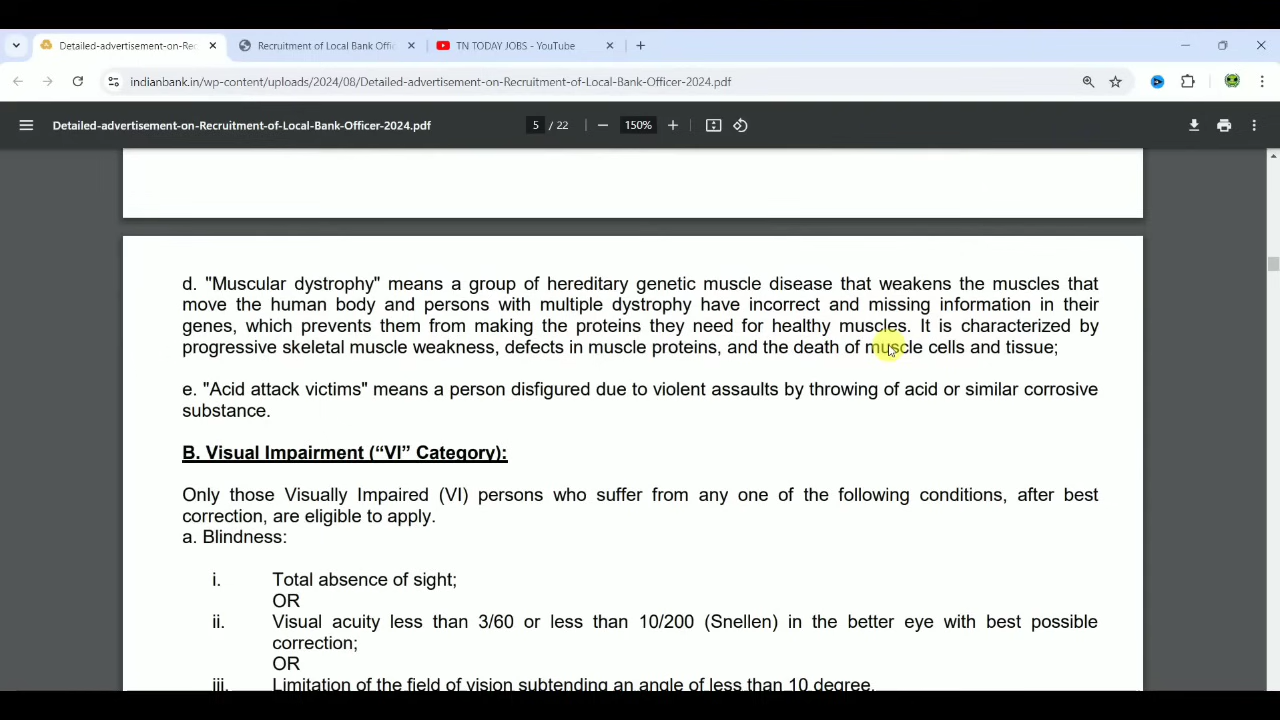 Detailed-advertisement-on-Rec
Recruitment of Local Bank Offic
TN TODAY JOBS - YouTube
indianbank.in/wp-content/uploads/2024/08/Detailed-advertisement-on-Recruitment-of-Local-Bank-Officer-2024.pdf
Detailed-advertisement-on-Recruitment-of-Local-Bank-Officer-2024.pdf
5 / 22
150%
d. "Muscular dystrophy" means a group of hereditary genetic muscle disease that weakens the muscles that
move the human body and persons with multiple dystrophy have incorrect and missing information in their
genes, which prevents them from making the proteins they need for healthy muscles. It is characterized by
progressive skeletal muscle weakness, defects in muscle proteins, and the death of muscle cells and tissue;
e. "Acid attack victims" means a person disfigured due to violent assaults by throwing of acid or similar corrosive
substance.
B. Visual Impairment (“VI” Category):
Only those Visually Impaired (VI) persons who suffer from any one of the following conditions, after best
correction, are eligible to apply.
a. Blindness:
i. Total absence of sight;
OR
ii. Visual acuity less than 3/60 or less than 10/200 (Snellen) in the better eye with best possible
correction;
OR
iii. Limitation of the field of vision subtending an angle of less than 10 degree.